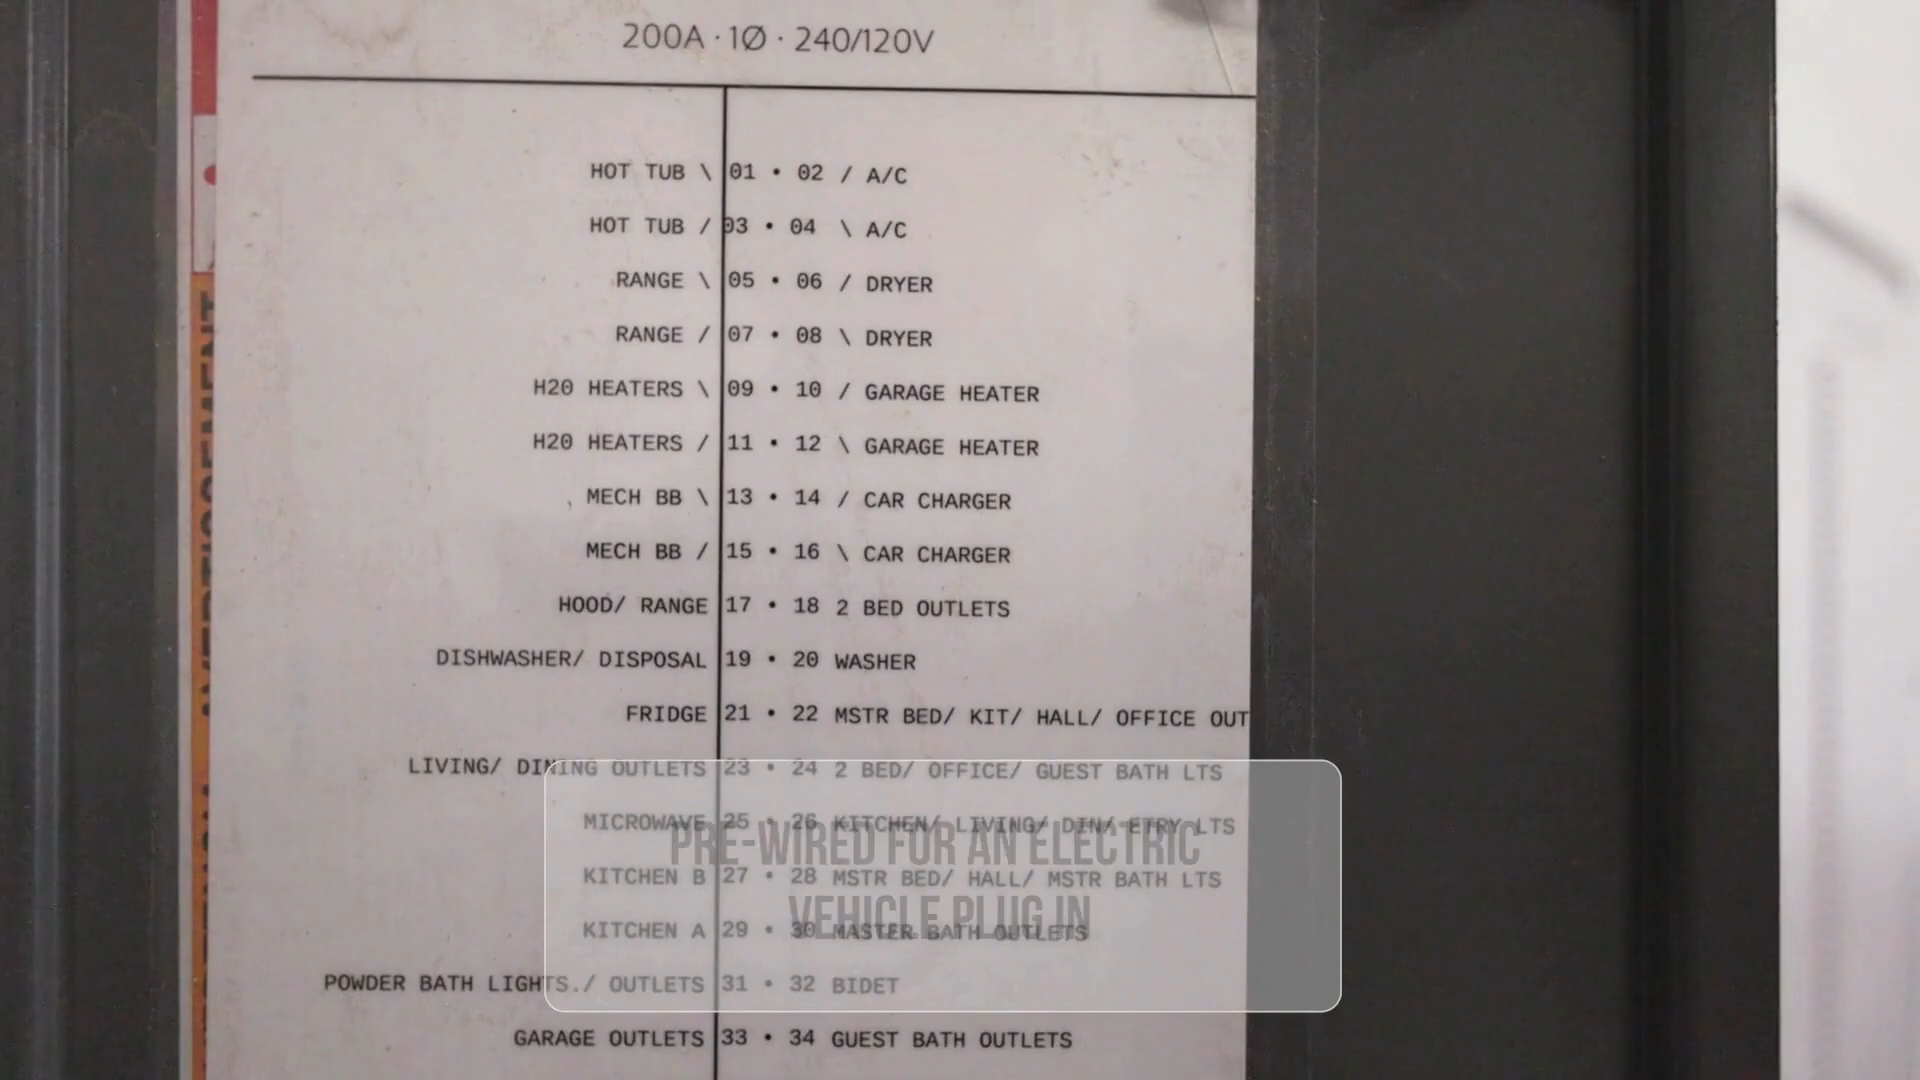 200A · 1Ø · 240/120V
HOT TUB \ 01 • 02 / A/C
HOT TUB / 03 • 04 \ A/C
RANGE \ 05 • 06 / DRYER
RANGE / 07 • 08 \ DRYER
H20 HEATERS \ 09 • 10 / GARAGE HEATER
H20 HEATERS / 11 • 12 \ GARAGE HEATER
MECH BB \ 13 • 14 / CAR CHARGER
MECH BB / 15 • 16 \ CAR CHARGER
HOOD/ RANGE 17 • 18 2 BED OUTLETS
DISHWASHER/ DISPOSAL 19 • 20 WASHER
FRIDGE 21 • 22 MSTR BED/ KIT/ HALL/ OFFICE OUT
LIVING/ DINING OUTLETS 23 • 24 2 BED/ OFFICE/ GUEST BATH LTS
MICROWAVE 25 • 26 KITCHEN/ LIVING/ DIN/ ETRY LTS
KITCHEN B 27 • 28 MSTR BED/ HALL/ MSTR BATH LTS
KITCHEN A 29 • 30 MASTER BATH OUTLETS
POWDER BATH LIGHTS./ OUTLETS 31 • 32 BIDET
GARAGE OUTLETS 33 • 34 GUEST BATH OUTLETS
PRE-WIRED FOR AN ELECTRIC
VEHICLE PLUG IN